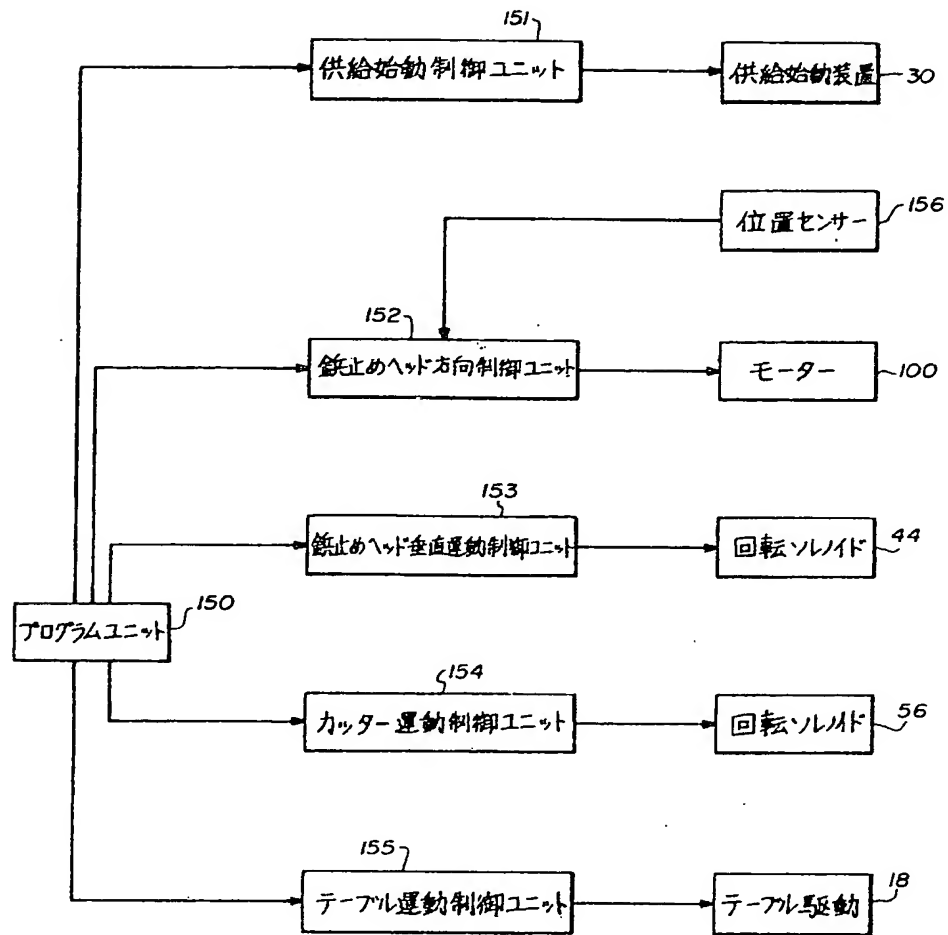 151
供給始動制御ユニット
供給始動装置
30
位置センサー
156
152
鋲止めヘッド方向制御ユニット
モーター
100
153
鋲止めヘッド垂直運動制御ユニット
回転ソレノイド
44
プログラムユニット
150
154
カッター運動制御ユニット
回転ソレノイド
56
155
テーブル運動制御ユニット
テーブル駆動
18